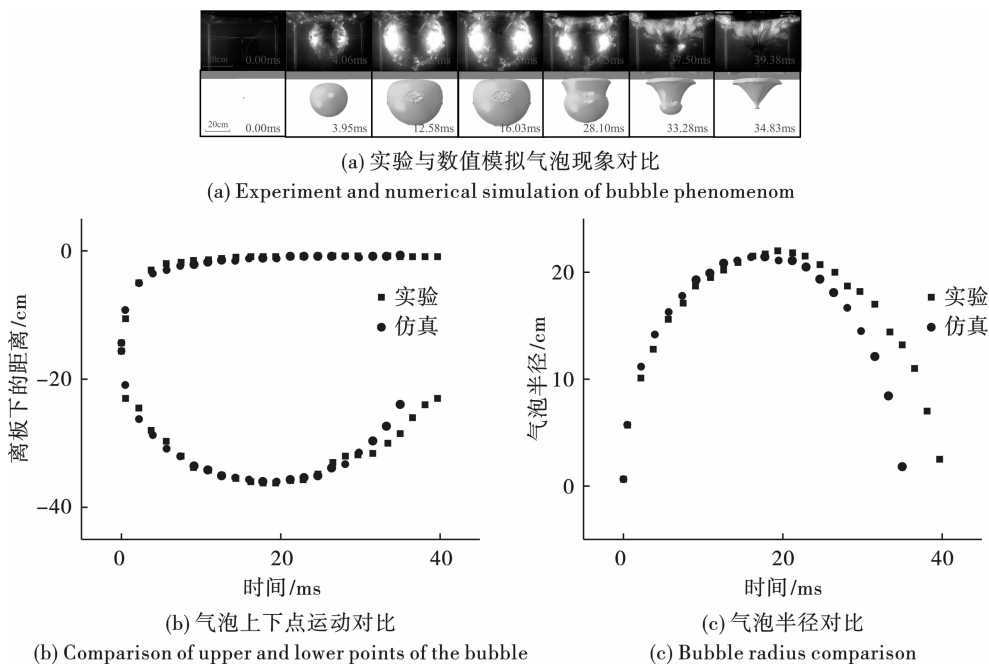 20cm
0.00ms
4.06ms
37.50ms
39.38ms
20cm
0.00ms
3.95ms
12.58ms
16.03ms
28.10ms
33.28ms
34.83ms
(a) 实验与数值模拟气泡现象对比
(a) Experiment and numerical simulation of bubble phenomenom
离板下的距离/cm
0
−20
−40
实验
仿真
0
20
40
时间/ms
(b) 气泡上下点运动对比
(b) Comparison of upper and lower points of the bubble
气泡半径/cm
20
10
0
实验
仿真
0
20
40
时间/ms
(c) 气泡半径对比
(c) Bubble radius comparison